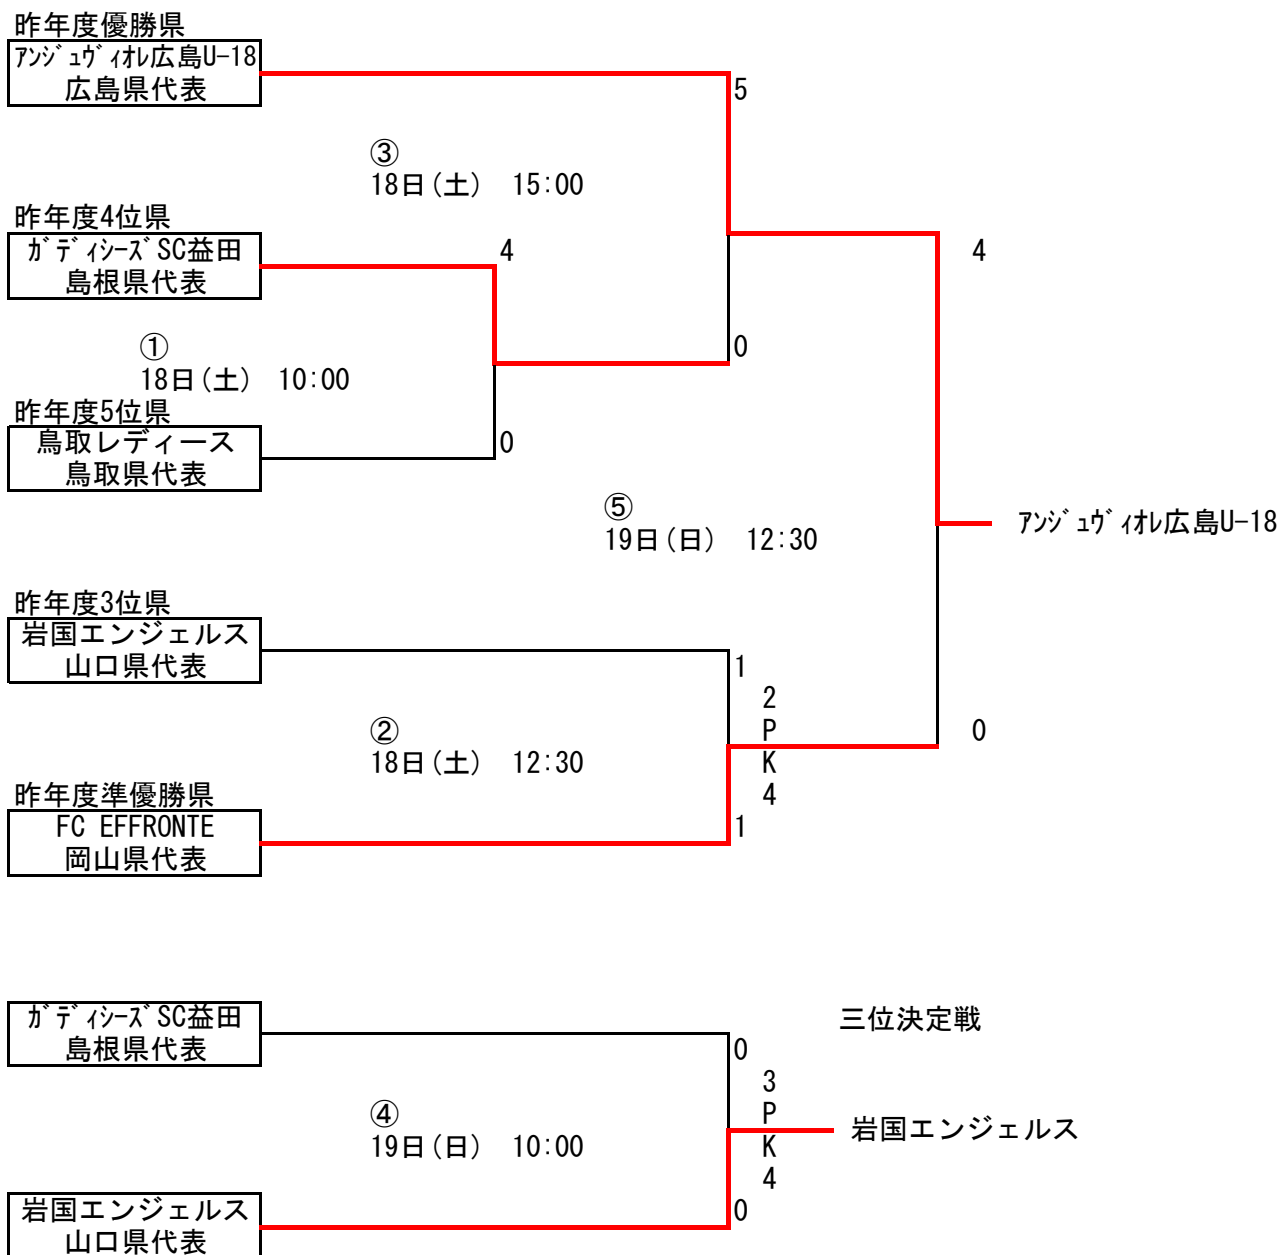 昨年度優勝県
ｱﾝｼﾞｭｳﾞｨｵﾚ広島U-18
広島県代表
5
③
18日(土) 15:00
昨年度4位県
ｶﾞﾃﾞｨｼｰｽﾞSC益田
島根県代表
4
4
①
18日(土) 10:00
0
昨年度5位県
鳥取レディース
鳥取県代表
0
⑤
19日(日) 12:30
ｱﾝｼﾞｭｳﾞｨｵﾚ広島U-18
昨年度3位県
岩国エンジェルス
山口県代表
1
2
P
K
4
②
18日(土) 12:30
0
昨年度準優勝県
FC EFFRONTE
岡山県代表
1
ｶﾞﾃﾞｨｼｰｽﾞSC益田
島根県代表
三位決定戦
0
3
P
K
4
④
19日(日) 10:00
岩国エンジェルス
0
岩国エンジェルス
山口県代表